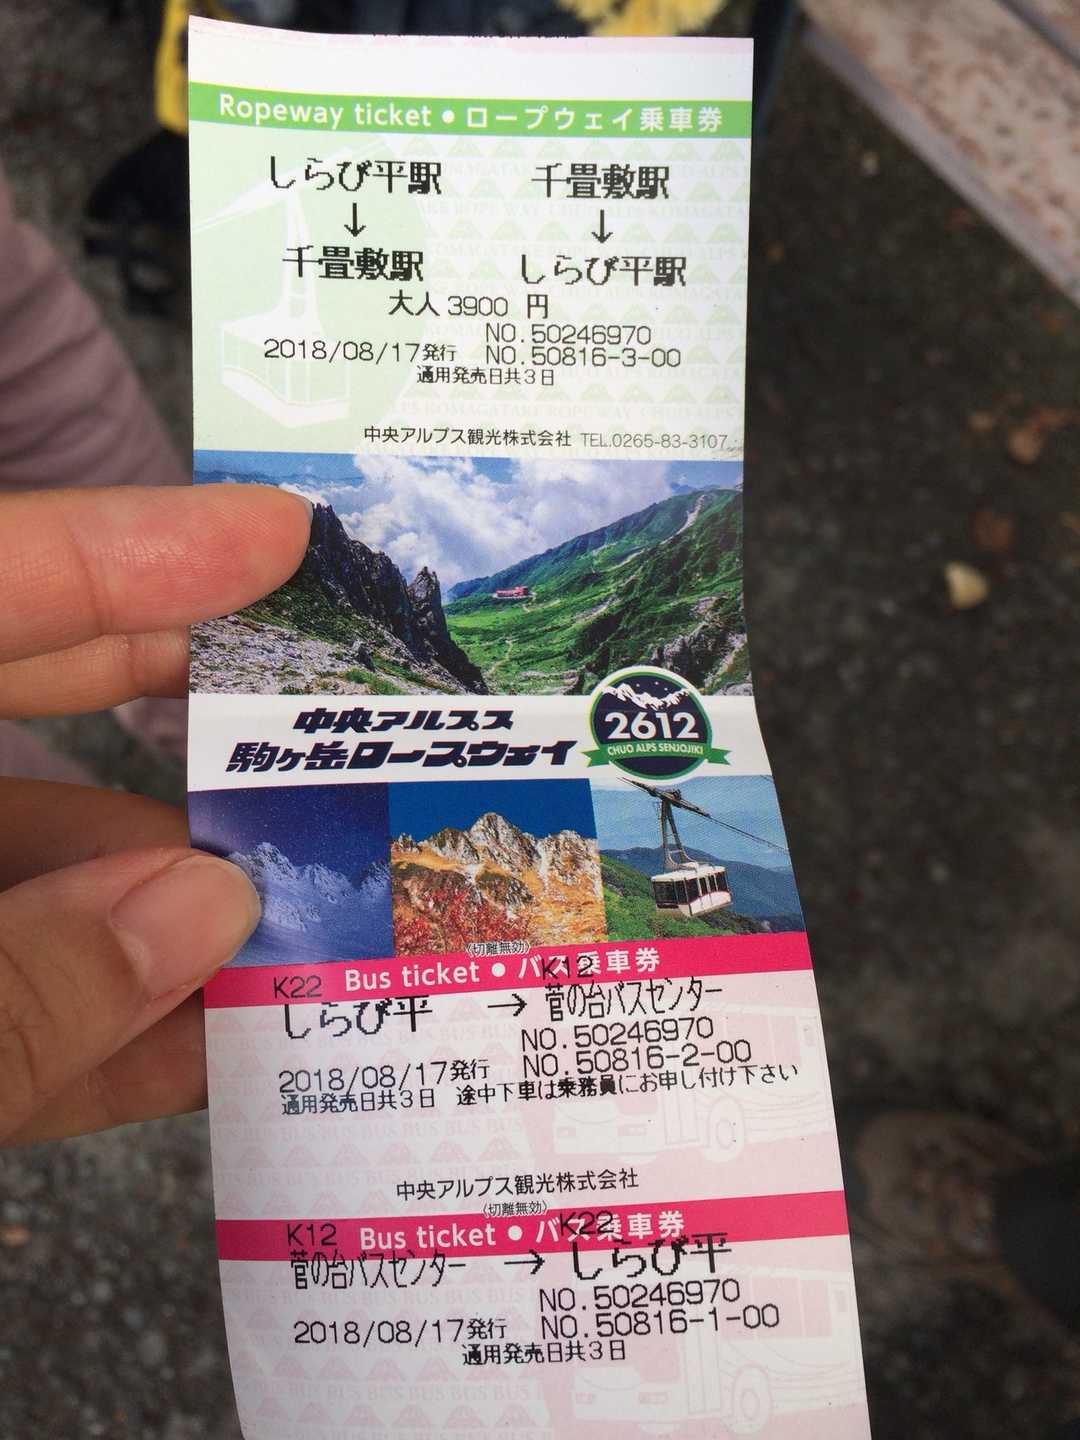 Ropeway ticket • ロープウェイ乗車券
しらび平駅 千畳敷駅
↓ ↓
千畳敷駅 しらび平駅
大人 3900 円
NO.50246970
2018/08/17発行 NO.50816-3-00
通用発売日共3日
中央アルプス観光株式会社 TEL.0265-83-3107
中央アルプス
駒ヶ岳ロープウェイ
2612
CHUO ALPS SENJOJIKI
〈切離無効〉
Bus ticket • バス乗車券
K22 K12
しらび平 → 菅の台バスセンター
NO.50246970
2018/08/17発行 NO.50816-2-00
通用発売日共3日 途中下車は乗務員にお申し付け下さい
中央アルプス観光株式会社
〈切離無効〉
Bus ticket • バス乗車券
K12 K22
菅の台バスセンター → しらび平
NO.50246970
2018/08/17発行 NO.50816-1-00
通用発売日共3日